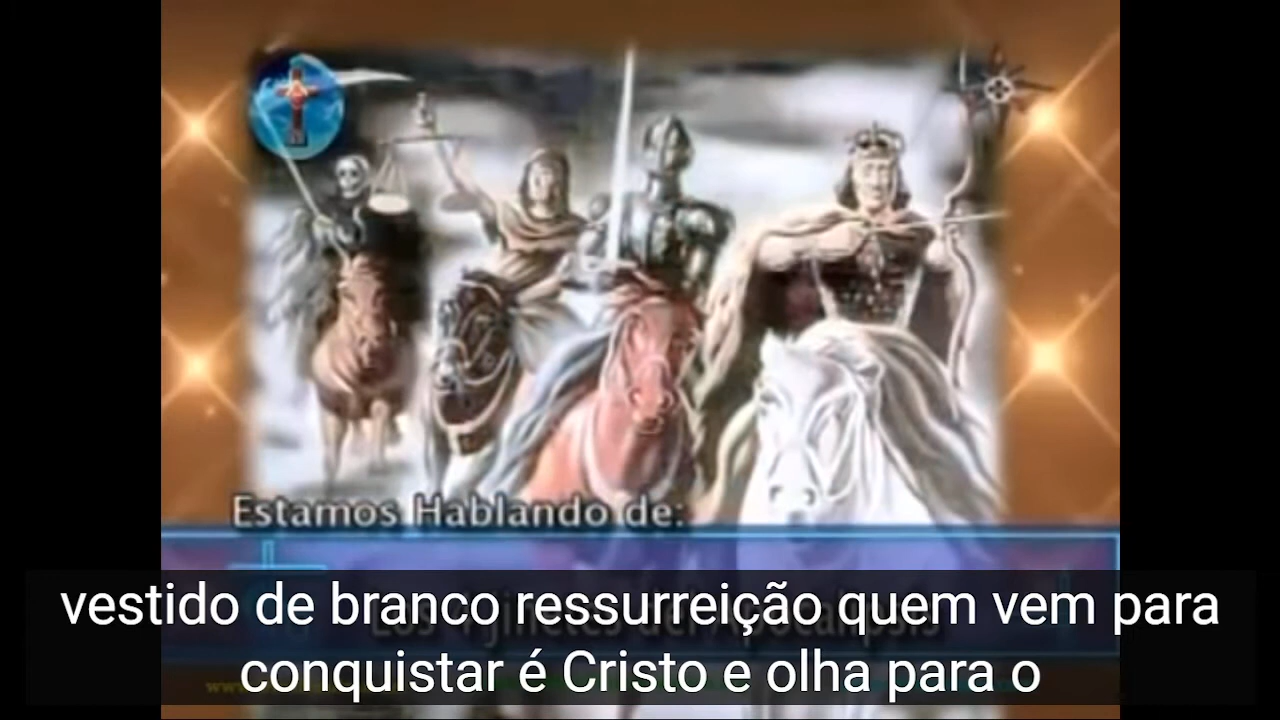 Estamos Hablando de:
vestido de branco ressurreição quem vem para
conquistar é Cristo e olha para o